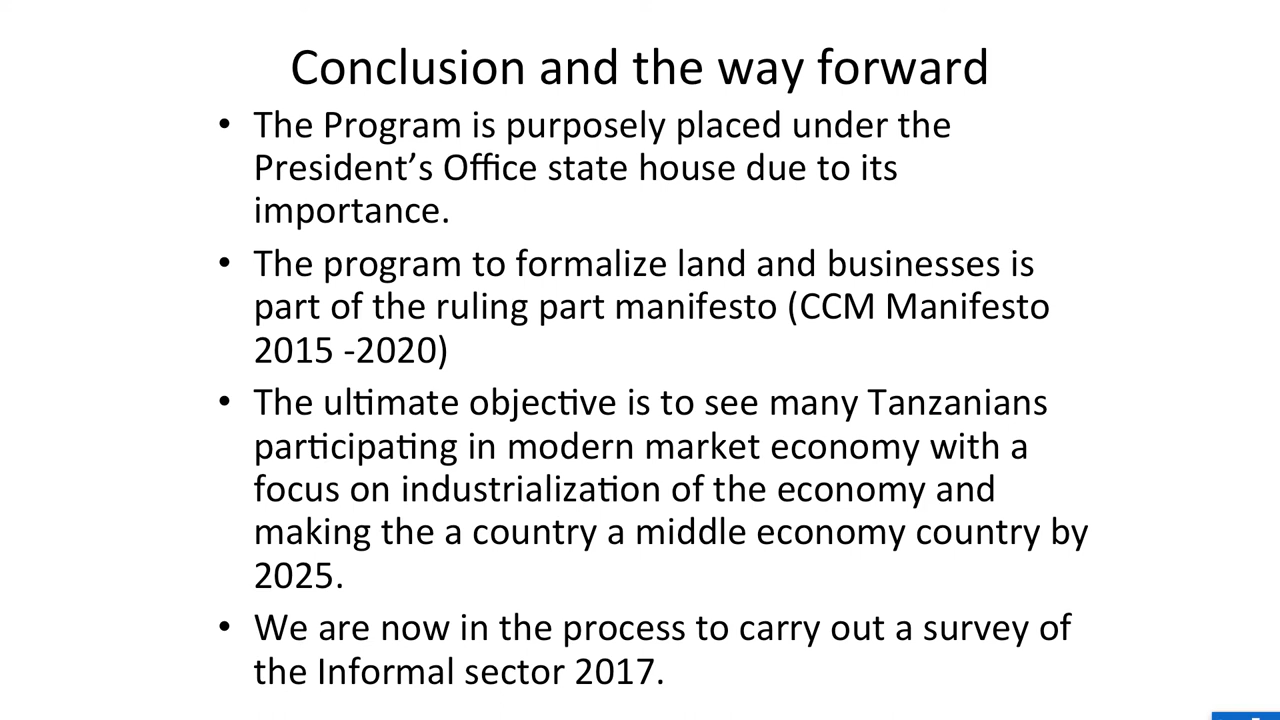 Conclusion and the way forward
• The Program is purposely placed under the
President’s Office state house due to its
importance.
• The program to formalize land and businesses is
part of the ruling part manifesto (CCM Manifesto
2015 -2020)
• The ultimate objective is to see many Tanzanians
participating in modern market economy with a
focus on industrialization of the economy and
making the a country a middle economy country by
2025.
• We are now in the process to carry out a survey of
the Informal sector 2017.